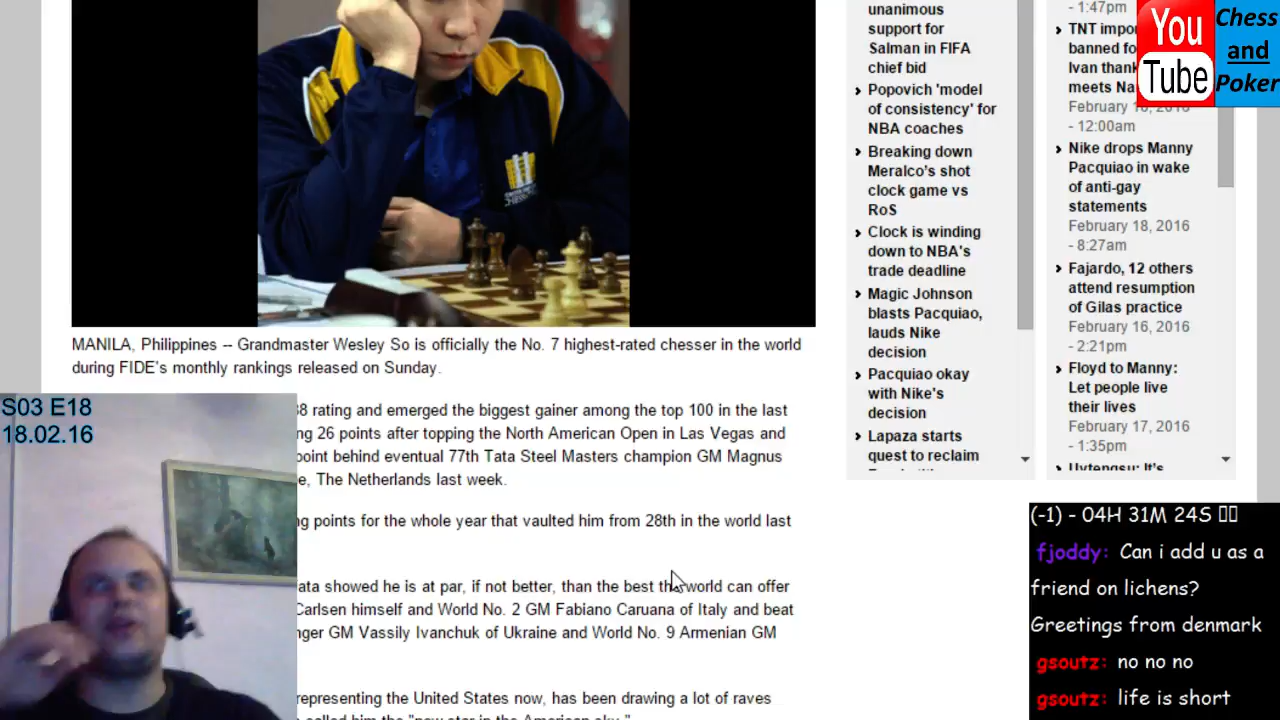 MANILA, Philippines -- Grandmaster Wesley So is officially the No. 7 highest-rated chesser in the world
during FIDE's monthly rankings released on Sunday.
S03 E18
18.02.16
8 rating and emerged the biggest gainer among the top 100 in the last
ng 26 points after topping the North American Open in Las Vegas and
point behind eventual 77th Tata Steel Masters champion GM Magnus
e, The Netherlands last week.
ng points for the whole year that vaulted him from 28th in the world last
ata showed he is at par, if not better, than the best the world can offer
Carlsen himself and World No. 2 GM Fabiano Caruana of Italy and beat
nger GM Vassily Ivanchuk of Ukraine and World No. 9 Armenian GM
representing the United States now, has been drawing a lot of raves
called him the "new star in the American sky."
unanimous
support for
Salman in FIFA
chief bid
Popovich 'model
of consistency' for
NBA coaches
Breaking down
Meralco's shot
clock game vs
RoS
Clock is winding
down to NBA's
trade deadline
Magic Johnson
blasts Pacquiao,
lauds Nike
decision
Pacquiao okay
with Nike's
decision
Lapaza starts
quest to reclaim
- 1:47pm
TNT impo
banned fo
Ivan thank
meets Na
- 12:00am
Nike drops Manny
Pacquiao in wake
of anti-gay
statements
February 18, 2016
- 8:27am
Fajardo, 12 others
attend resumption
of Gilas practice
February 16, 2016
- 2:21pm
Floyd to Manny:
Let people live
their lives
February 17, 2016
- 1:35pm
Uytengsu: It's
You
Tube
Chess
and
Poker
(-1) - 04H 31M 24S
fjoddy: Can i add u as a
friend on lichens?
Greetings from denmark
gsoutz: no no no
gsoutz: life is short